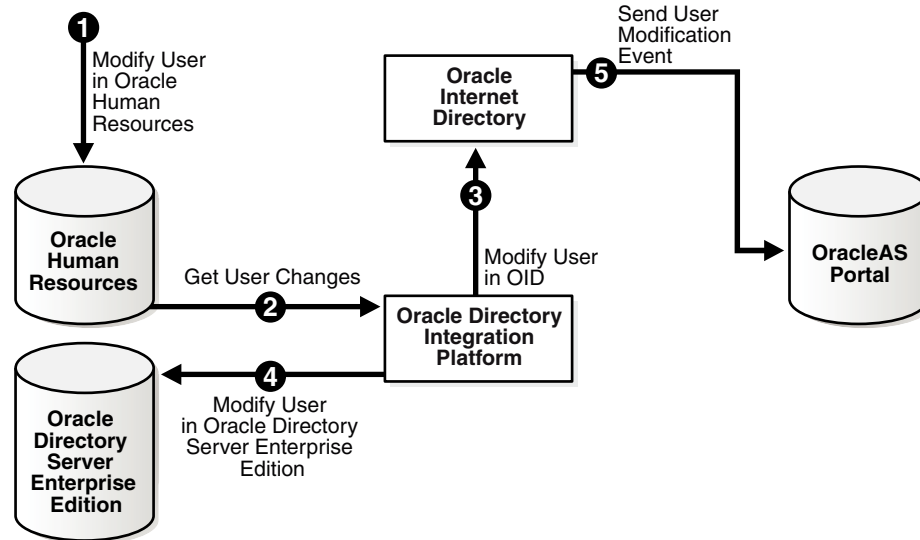 1
Modify User
in Oracle
Human
Resources
Oracle
Human
Resources
Get User Changes
2
Oracle Directory
Integration
Platform
3
Modify User
in OID
Oracle
Internet
Directory
4
Modify User
in Oracle Directory
Server Enterprise
Edition
Oracle
Directory
Server
Enterprise
Edition
5
Send User
Modification
Event
OracleAS
Portal